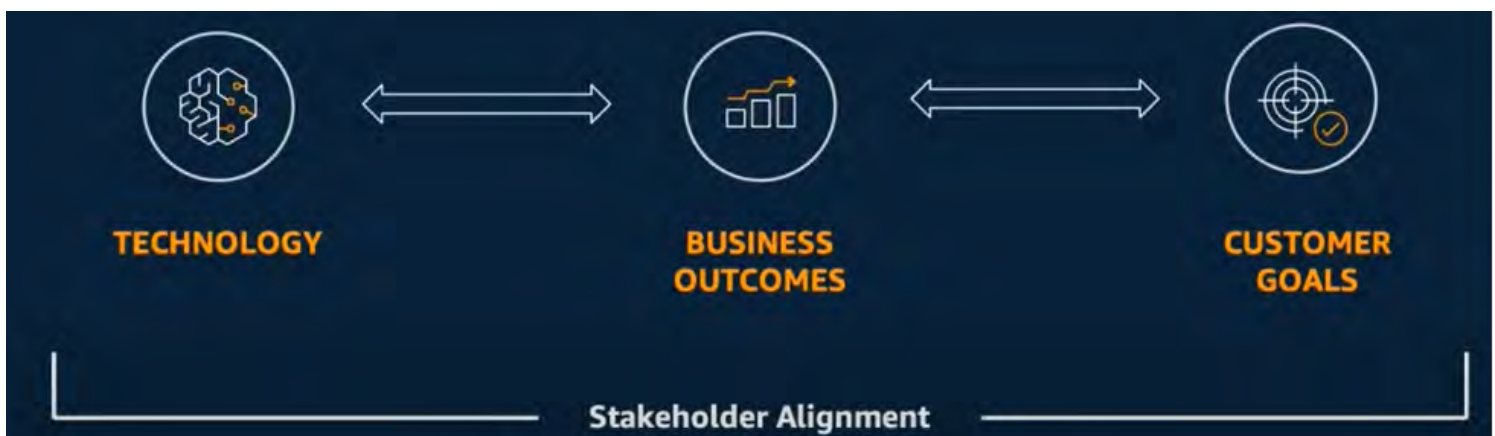 TECHNOLOGY
BUSINESS
OUTCOMES
CUSTOMER
GOALS
Stakeholder Alignment